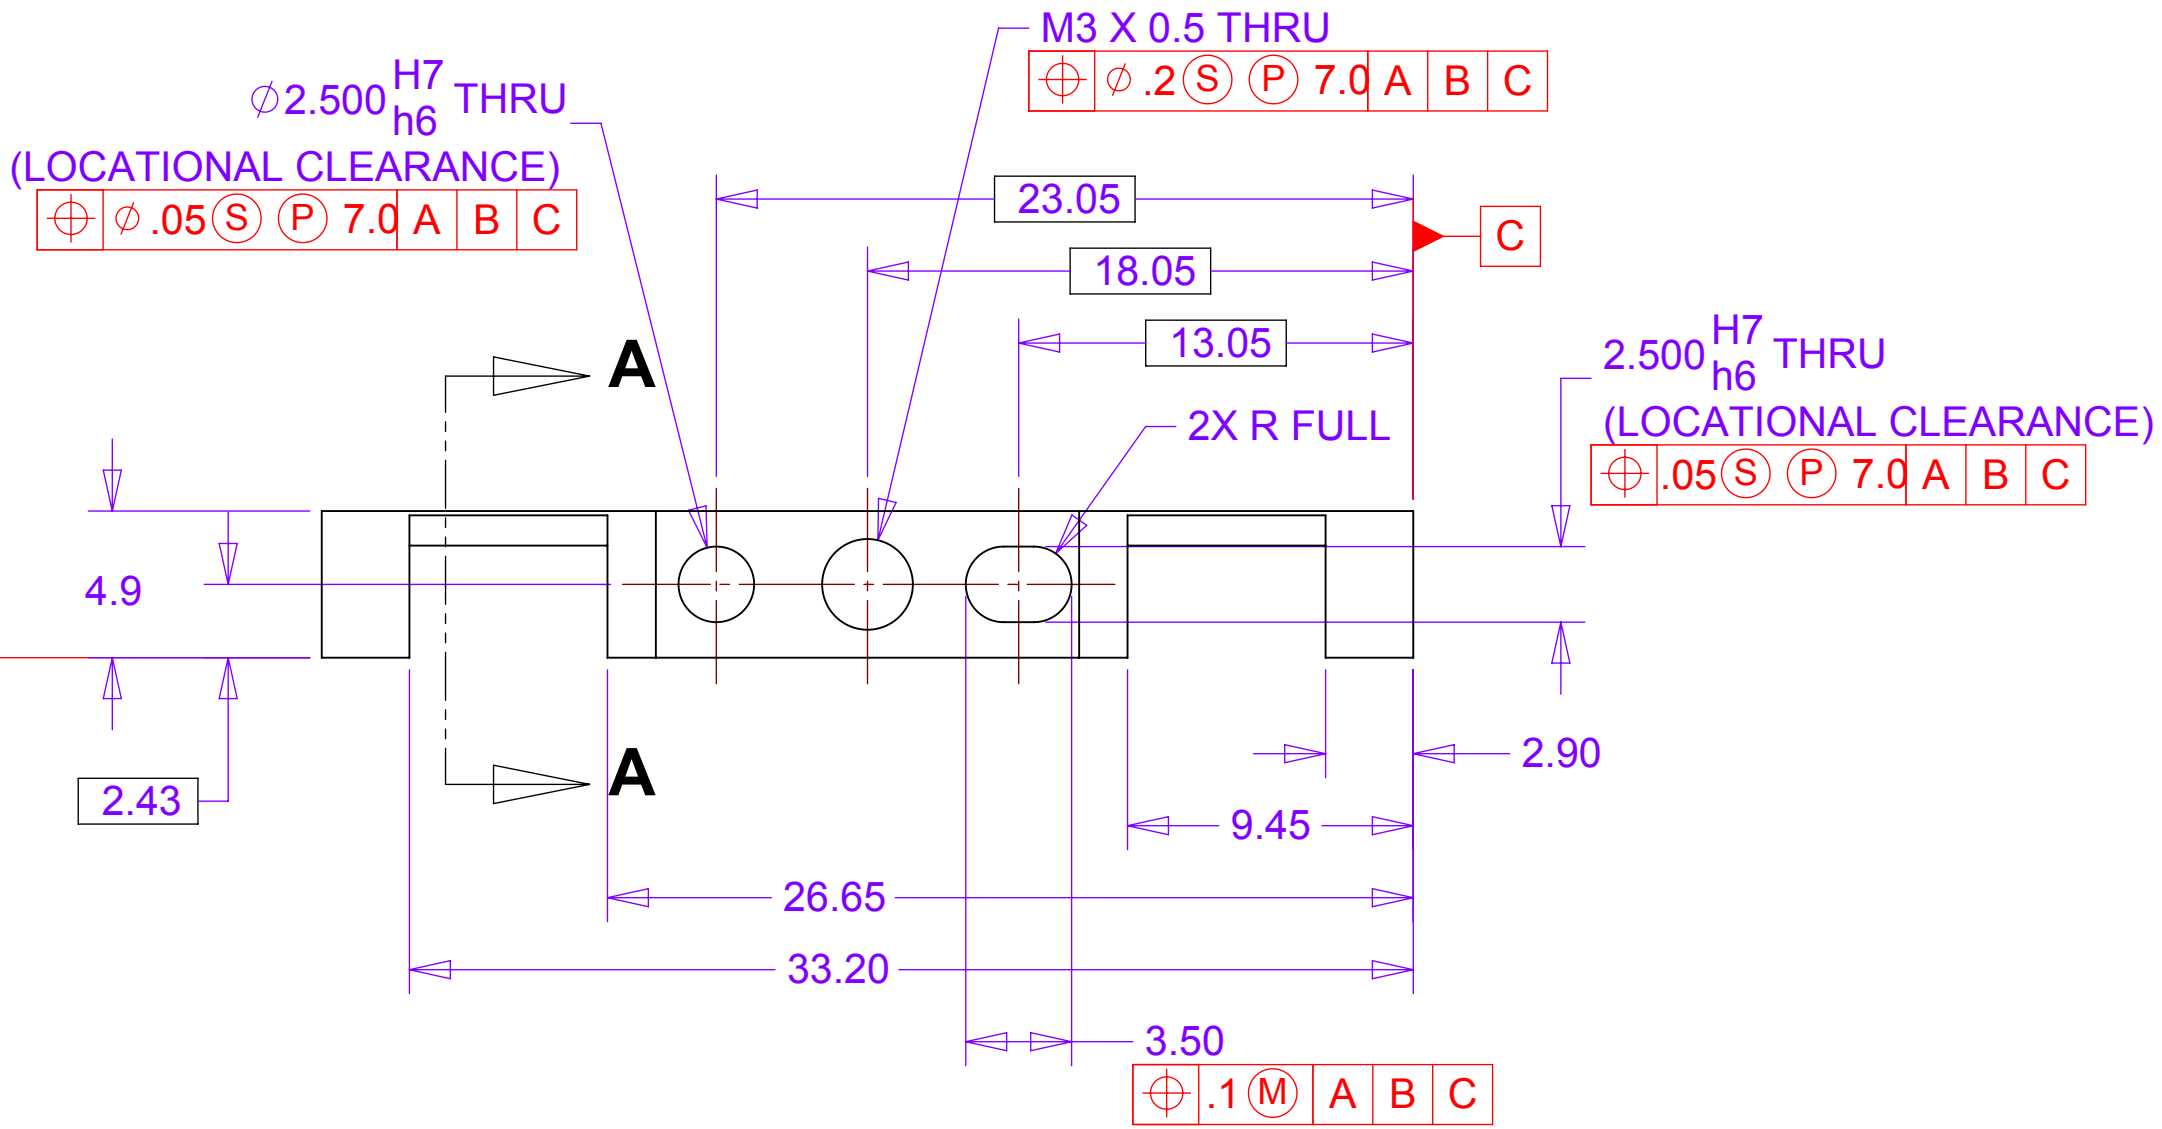 M3 X 0.5 THRU
⌖ ⌀ .2 Ⓢ Ⓟ 7.0 A B C
⌀2.500 H7 THRU
h6
(LOCATIONAL CLEARANCE)
⌖ ⌀ .05 Ⓢ Ⓟ 7.0 A B C
23.05
C
18.05
13.05
2.500 H7 THRU
h6
(LOCATIONAL CLEARANCE)
⌖ .05 Ⓢ Ⓟ 7.0 A B C
A
2X R FULL
4.9
A
2.43
2.90
9.45
26.65
33.20
3.50
⌖ .1 Ⓜ A B C